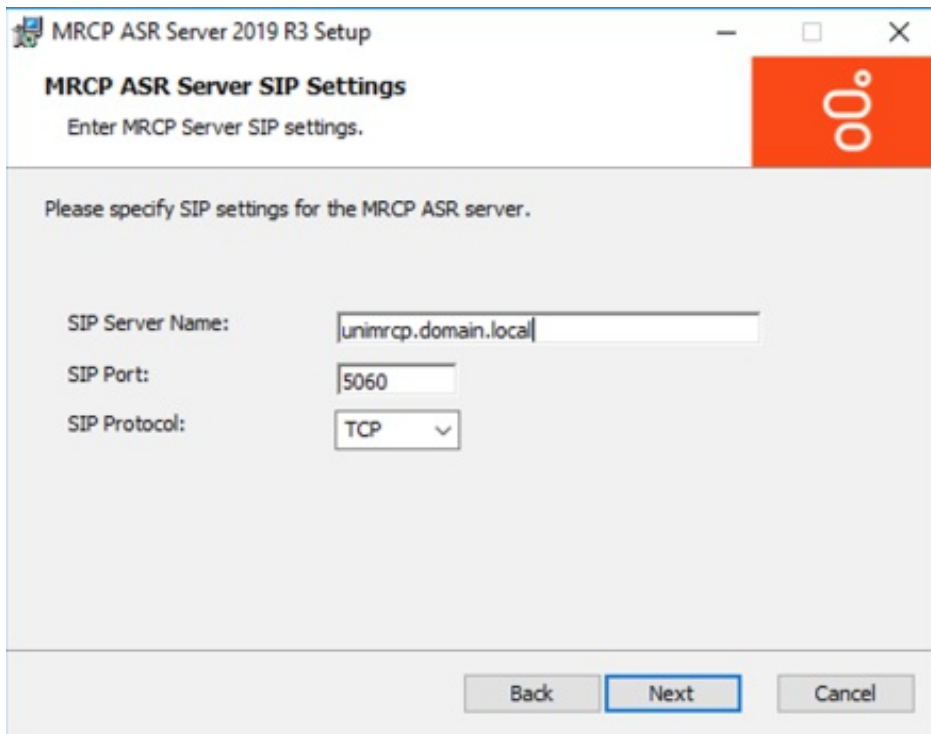 MRCP ASR Server 2019 R3 Setup
MRCP ASR Server SIP Settings
Enter MRCP Server SIP settings.
Please specify SIP settings for the MRCP ASR server.
SIP Server Name: unimrcp.domain.local
SIP Port: 5060
SIP Protocol: TCP
Back Next Cancel